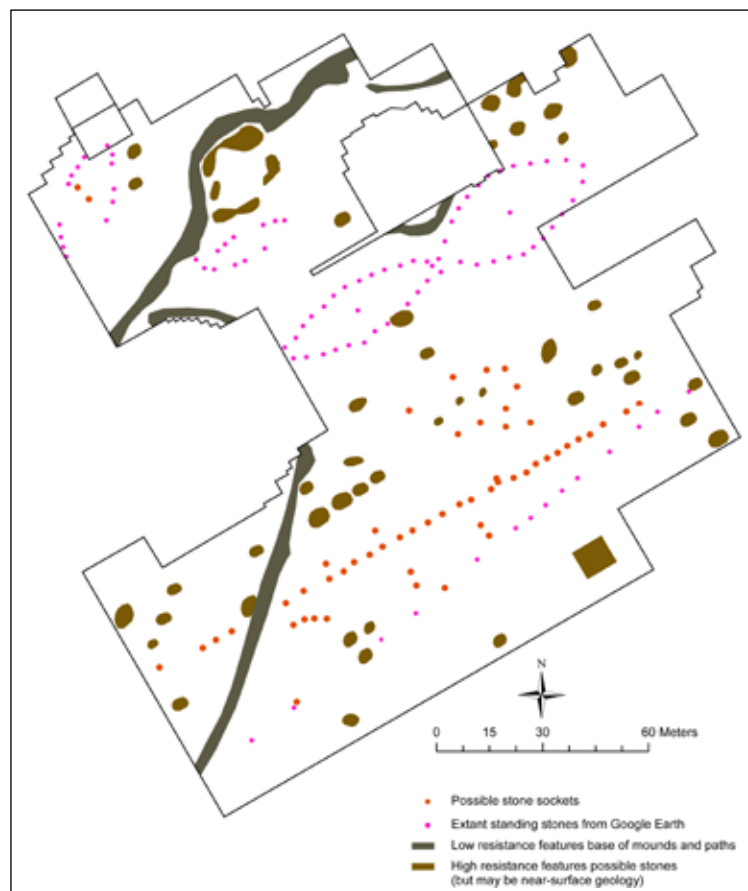 N
0 15 30 60 Meters
Possible stone sockets
Extant standing stones from Google Earth
Low resistance features base of mounds and paths
High resistance features possible stones
(but may be near-surface geology)